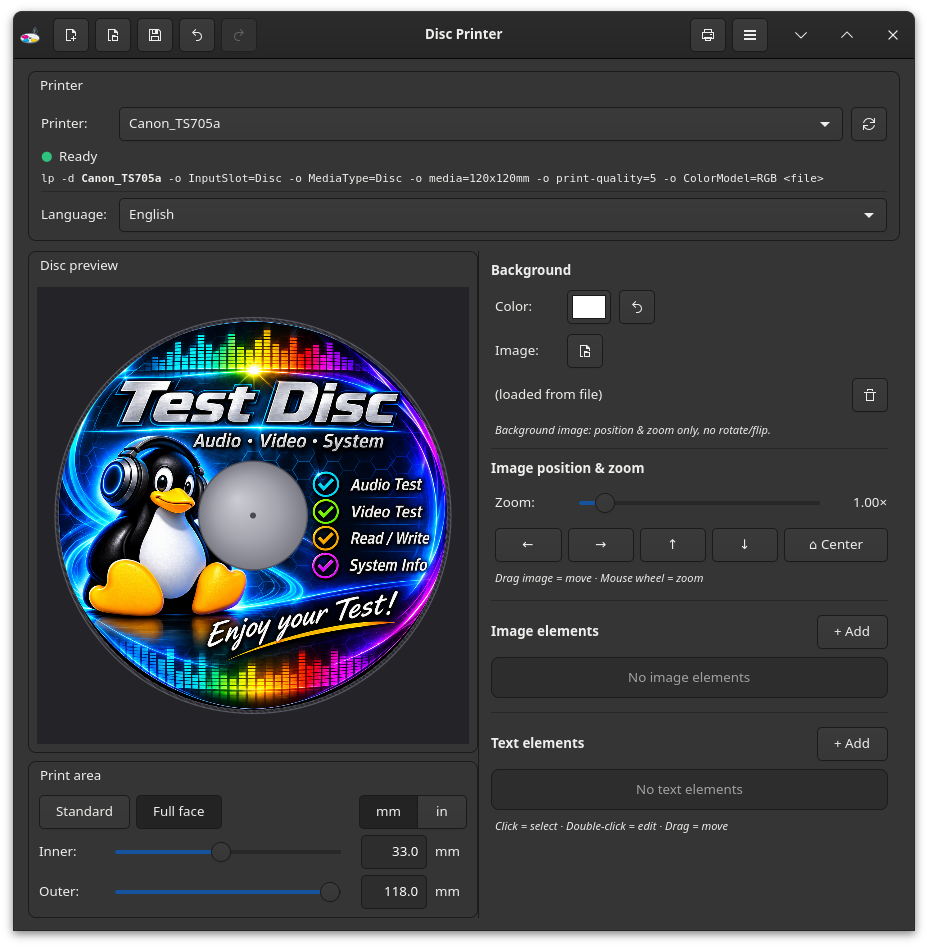 Disc Printer
Printer
Printer: Canon_TS705a
Ready
lp -d Canon_TS705a -o InputSlot=Disc -o MediaType=Disc -o media=120x120mm -o print-quality=5 -o ColorModel=RGB <file>
Language: English
Disc preview
Test Disc
Audio • Video • System
Audio Test
Video Test
Read / Write
System Info
Enjoy your Test!
Print area
Standard Full face mm in
Inner: 33.0 mm
Outer: 118.0 mm
Background
Color:
Image:
(loaded from file)
Background image: position & zoom only, no rotate/flip.
Image position & zoom
Zoom: 1.00×
← → ↑ ↓ ⌂ Center
Drag image = move · Mouse wheel = zoom
Image elements + Add
No image elements
Text elements + Add
No text elements
Click = select · Double-click = edit · Drag = move